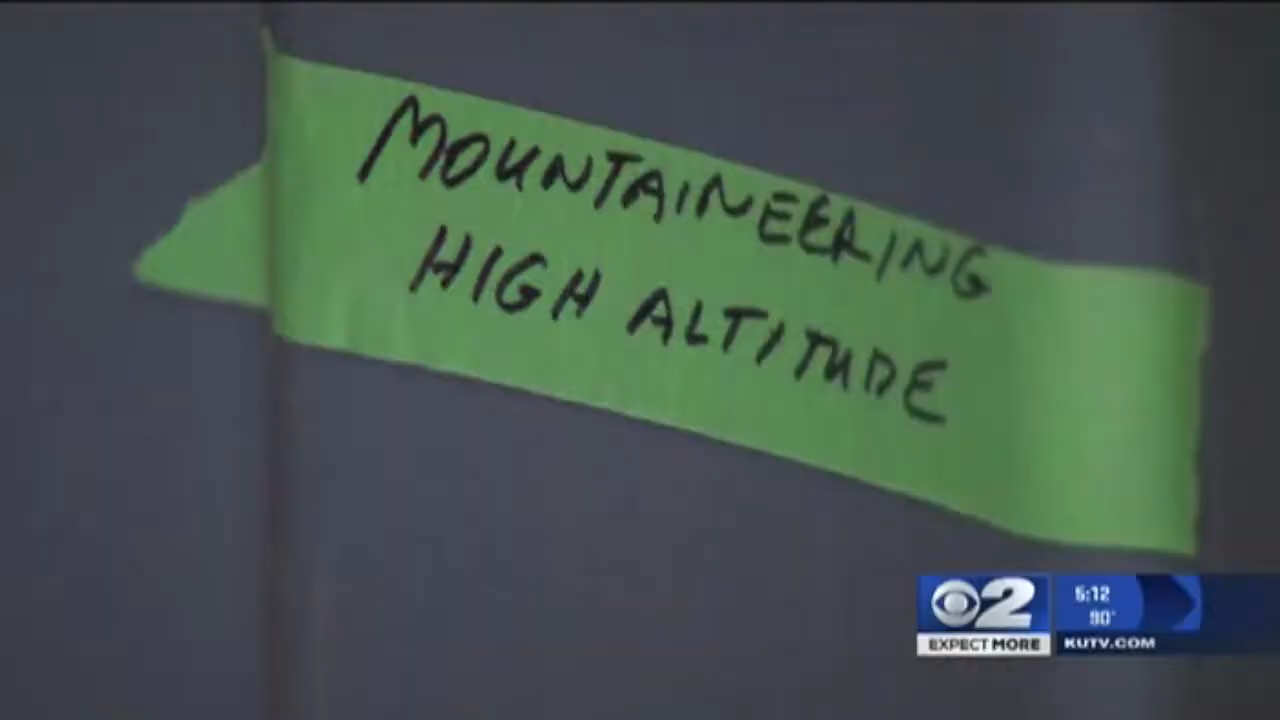 MOUNTAINEERING
HIGH ALTITUDE
2
5:12
90°
EXPECT MORE
KUTV.COM